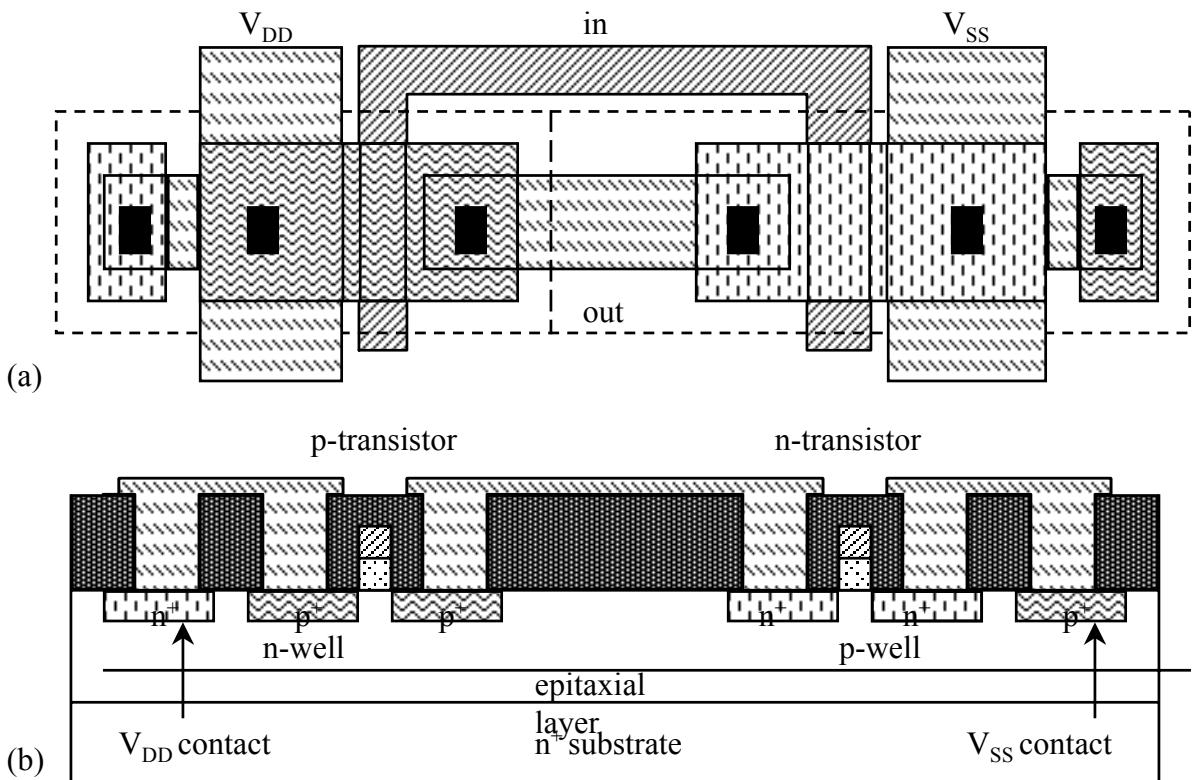 V_DD in V_SS
out
(a)
p-transistor n-transistor
n⁺ p⁺ p⁺ n⁺ n⁺ p⁺
n-well p-well
epitaxial
layer
V_DD contact n⁺ substrate V_SS contact
(b)